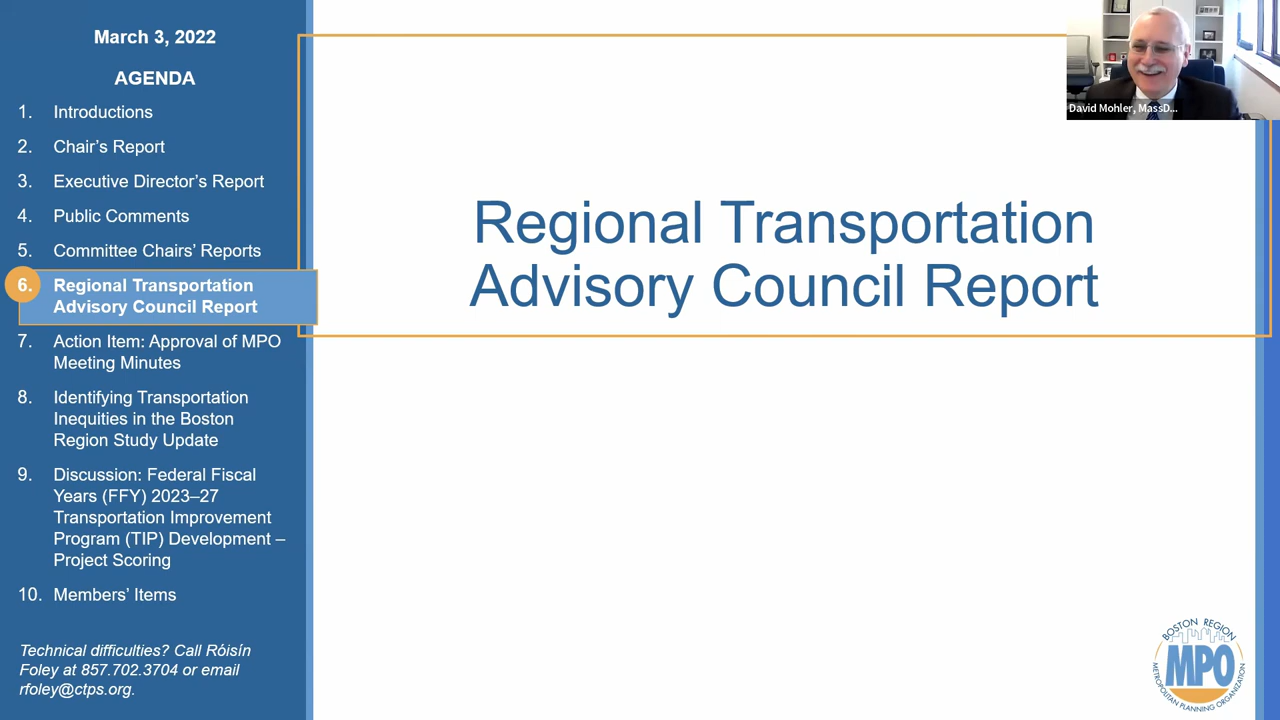 March 3, 2022
AGENDA
1. Introductions
2. Chair’s Report
3. Executive Director’s Report
4. Public Comments
5. Committee Chairs’ Reports
6. Regional Transportation
Advisory Council Report
7. Action Item: Approval of MPO
Meeting Minutes
8. Identifying Transportation
Inequities in the Boston
Region Study Update
9. Discussion: Federal Fiscal
Years (FFY) 2023–27
Transportation Improvement
Program (TIP) Development –
Project Scoring
10. Members’ Items
Technical difficulties? Call Róisín
Foley at 857.702.3704 or email
rfoley@ctps.org.
Regional Transportation
Advisory Council Report
David Mohler, MassD...
BOSTON REGION
MPO
METROPOLITAN PLANNING ORGANIZATION